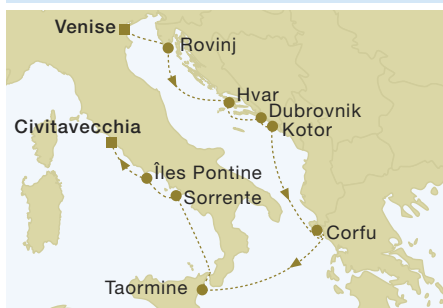 Venise
Rovinj
Hvar
Dubrovnik
Kotor
Civitavecchia
Îles Pontine
Sorrente
Corfu
Taormine